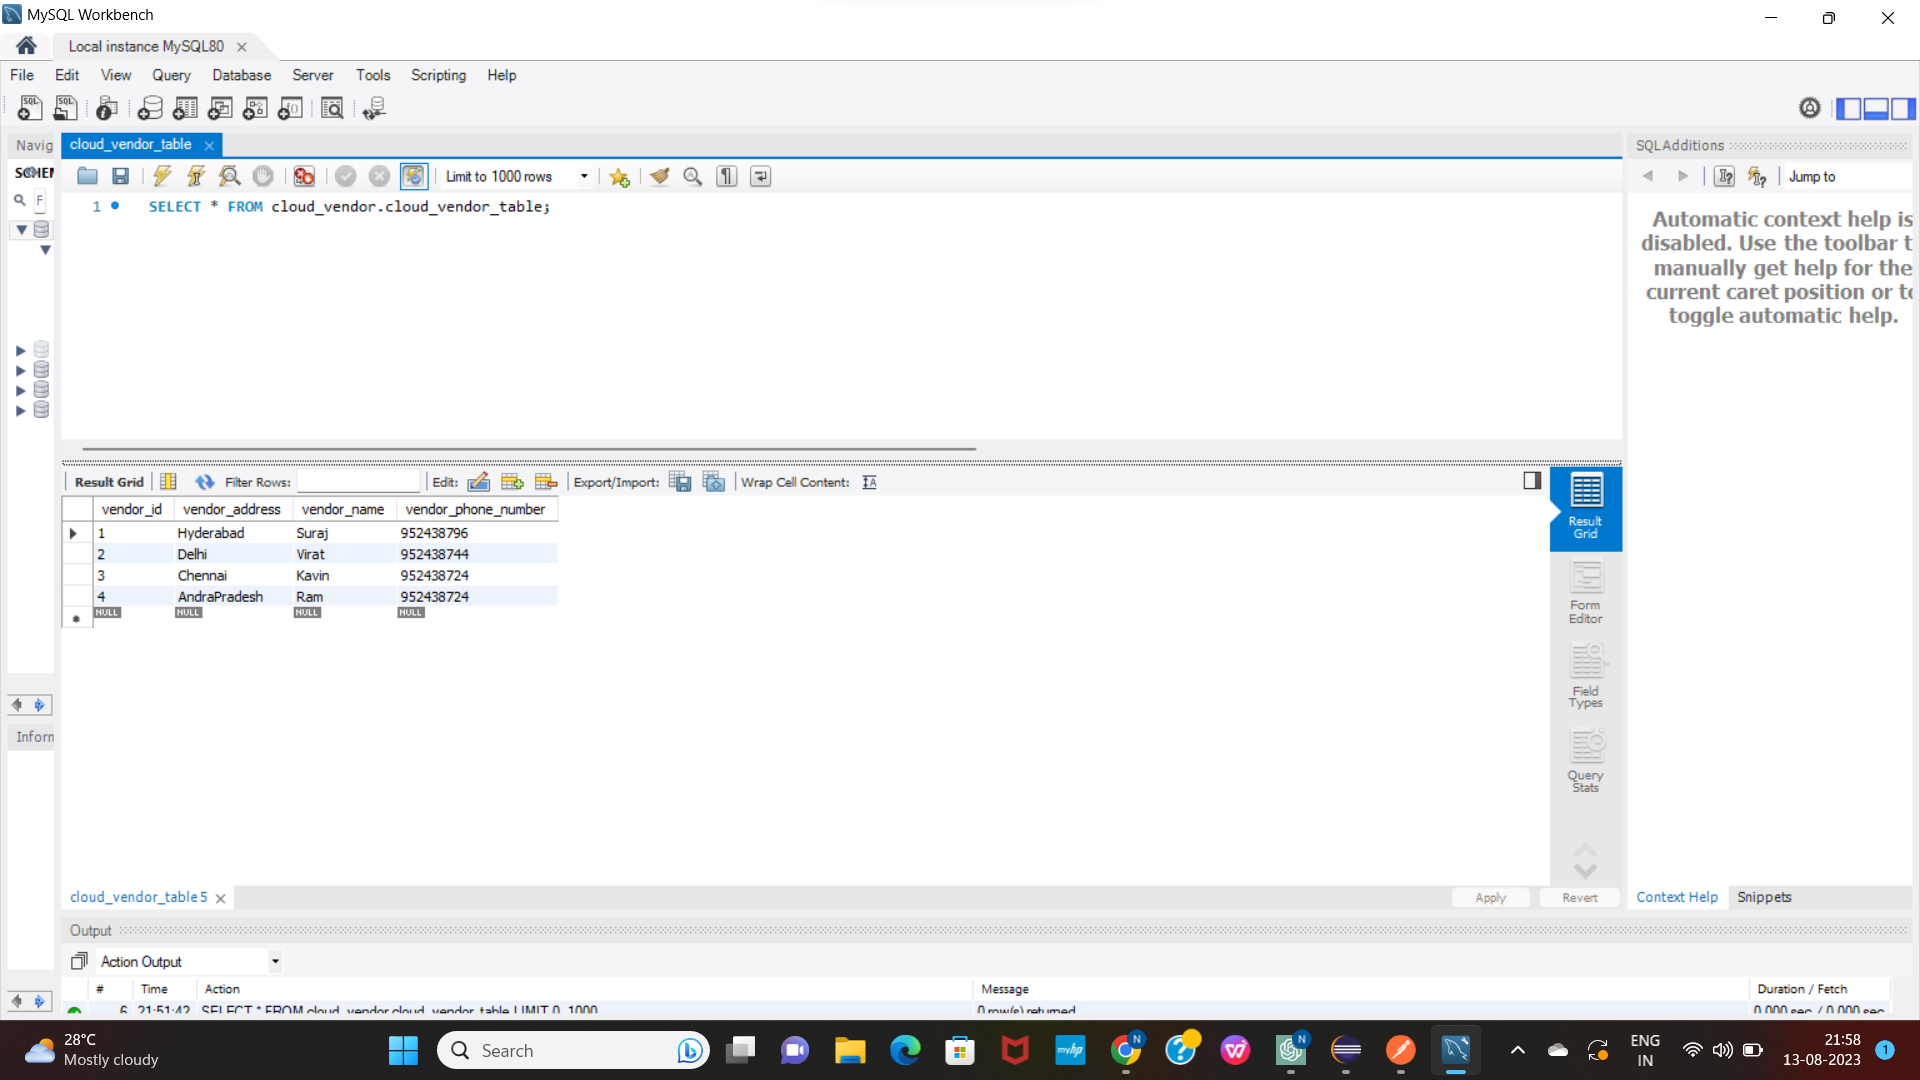 MySQL Workbench
Local instance MySQL80
File Edit View Query Database Server Tools Scripting Help
Navig
cloud_vendor_table
SQLAdditions
Limit to 1000 rows
Jump to
F
1 SELECT * FROM cloud_vendor.cloud_vendor_table;
Automatic context help is
disabled. Use the toolbar t
manually get help for the
current caret position or to
toggle automatic help.
Result Grid Filter Rows: Edit: Export/Import: Wrap Cell Content:
vendor_id vendor_address vendor_name vendor_phone_number
1 Hyderabad Suraj 952438796
2 Delhi Virat 952438744
3 Chennai Kavin 952438724
4 AndraPradesh Ram 952438724
NULL NULL NULL NULL
Result
Grid
Form
Editor
Field
Types
Query
Stats
Inforn
cloud_vendor_table 5
Apply Revert
Context Help Snippets
Output
Action Output
# Time Action Message Duration / Fetch
6 21:51:42 SELECT * FROM cloud_vendor.cloud_vendor_table LIMIT 0, 1000 0 row(s) returned 0.000 sec / 0.000 sec
28°C
Mostly cloudy
Search
myhp
ENG
IN
21:58
13-08-2023
1